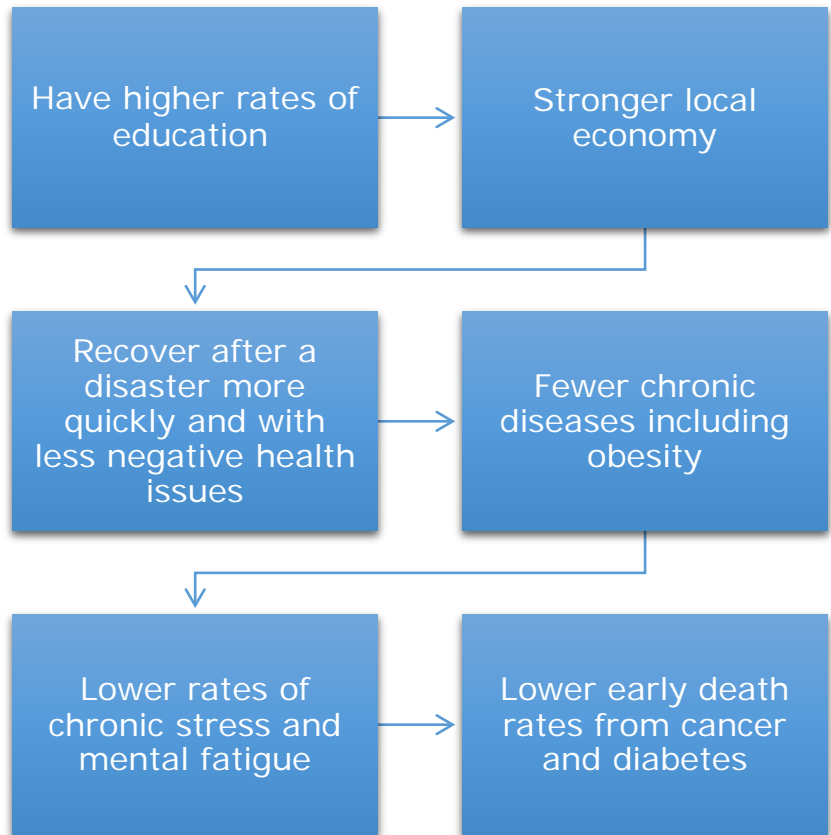 Have higher rates of
education
Stronger local
economy
Recover after a
disaster more
quickly and with
less negative health
issues
Fewer chronic
diseases including
obesity
Lower rates of
chronic stress and
mental fatigue
Lower early death
rates from cancer
and diabetes